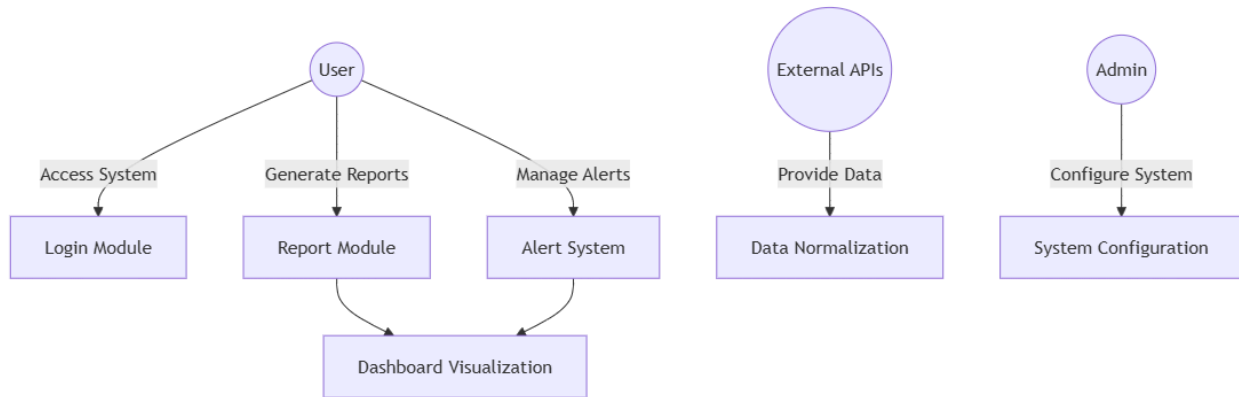 User
External APIs
Admin
Access System
Generate Reports
Manage Alerts
Provide Data
Configure System
Login Module
Report Module
Alert System
Data Normalization
System Configuration
Dashboard Visualization